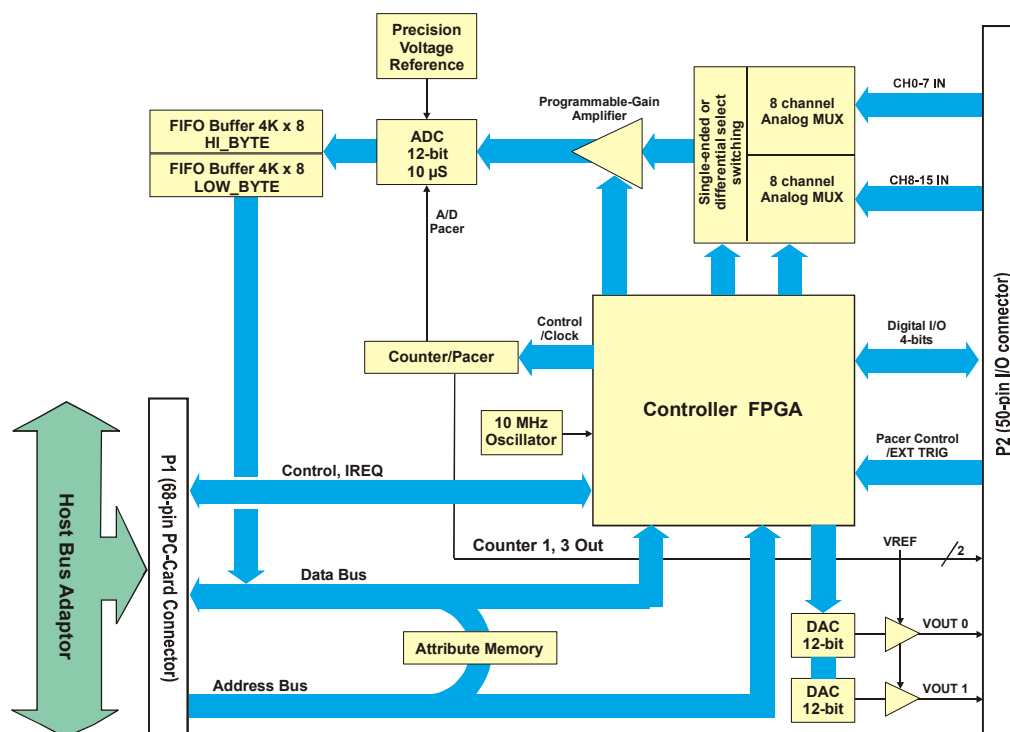 Precision
Voltage
Reference
Programmable-Gain
Amplifier
FIFO Buffer 4K x 8
HI_BYTE
FIFO Buffer 4K x 8
LOW_BYTE
ADC
12-bit
10 µS
Single-ended or
differential select
switching
8 channel
Analog MUX
8 channel
Analog MUX
CH0-7 IN
CH8-15 IN
P2 (50-pin I/O connector)
A/D
Pacer
Control
/Clock
Counter/Pacer
Controller FPGA
Digital I/O
4-bits
10 MHz
Oscillator
Pacer Control
/EXT TRIG
Host Bus Adaptor
P1 (68-pin PC-Card Connector)
Control, IREQ
Counter 1, 3 Out
VREF
2
Data Bus
Attribute Memory
Address Bus
DAC
12-bit
VOUT 0
DAC
12-bit
VOUT 1